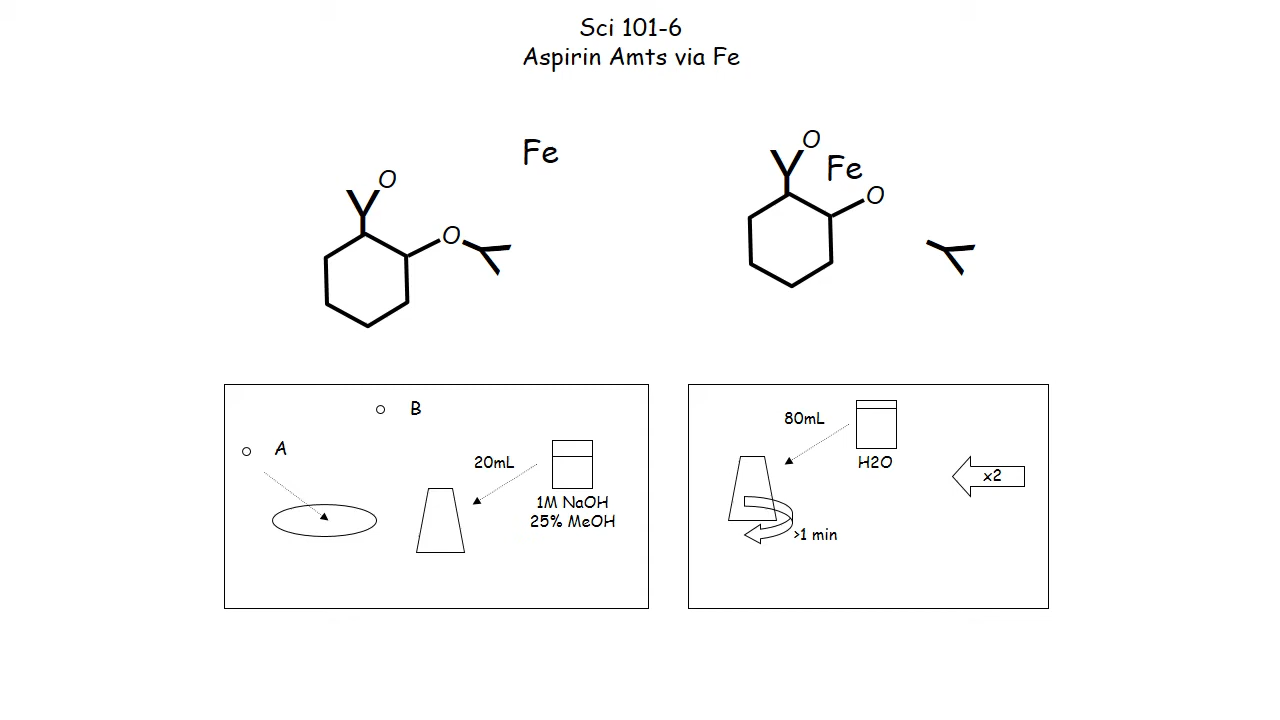 Sci 101-6
Aspirin Amts via Fe
O
Fe
O
O
Fe
O
B
A
20mL
1M NaOH
25% MeOH
80mL
H2O
x2
>1 min